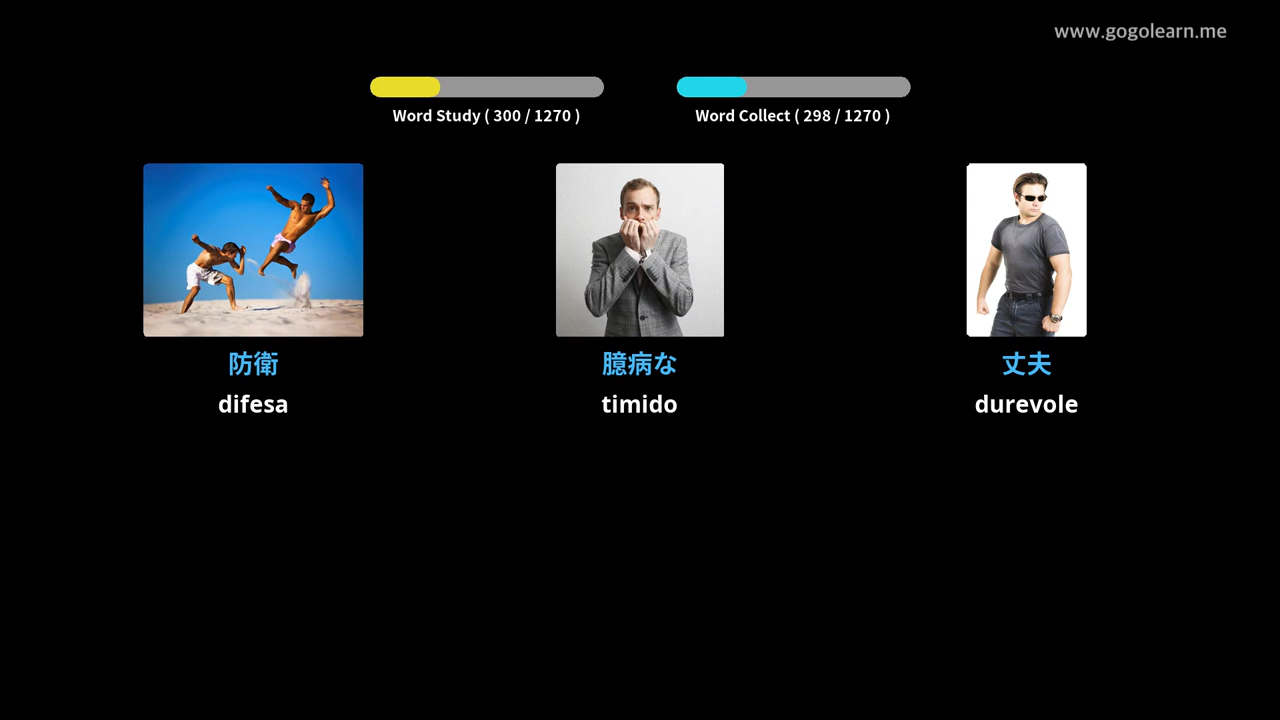 www.gogolearn.me
Word Study ( 300 / 1270 )
Word Collect ( 298 / 1270 )
防衛
difesa
臆病な
timido
丈夫
durevole